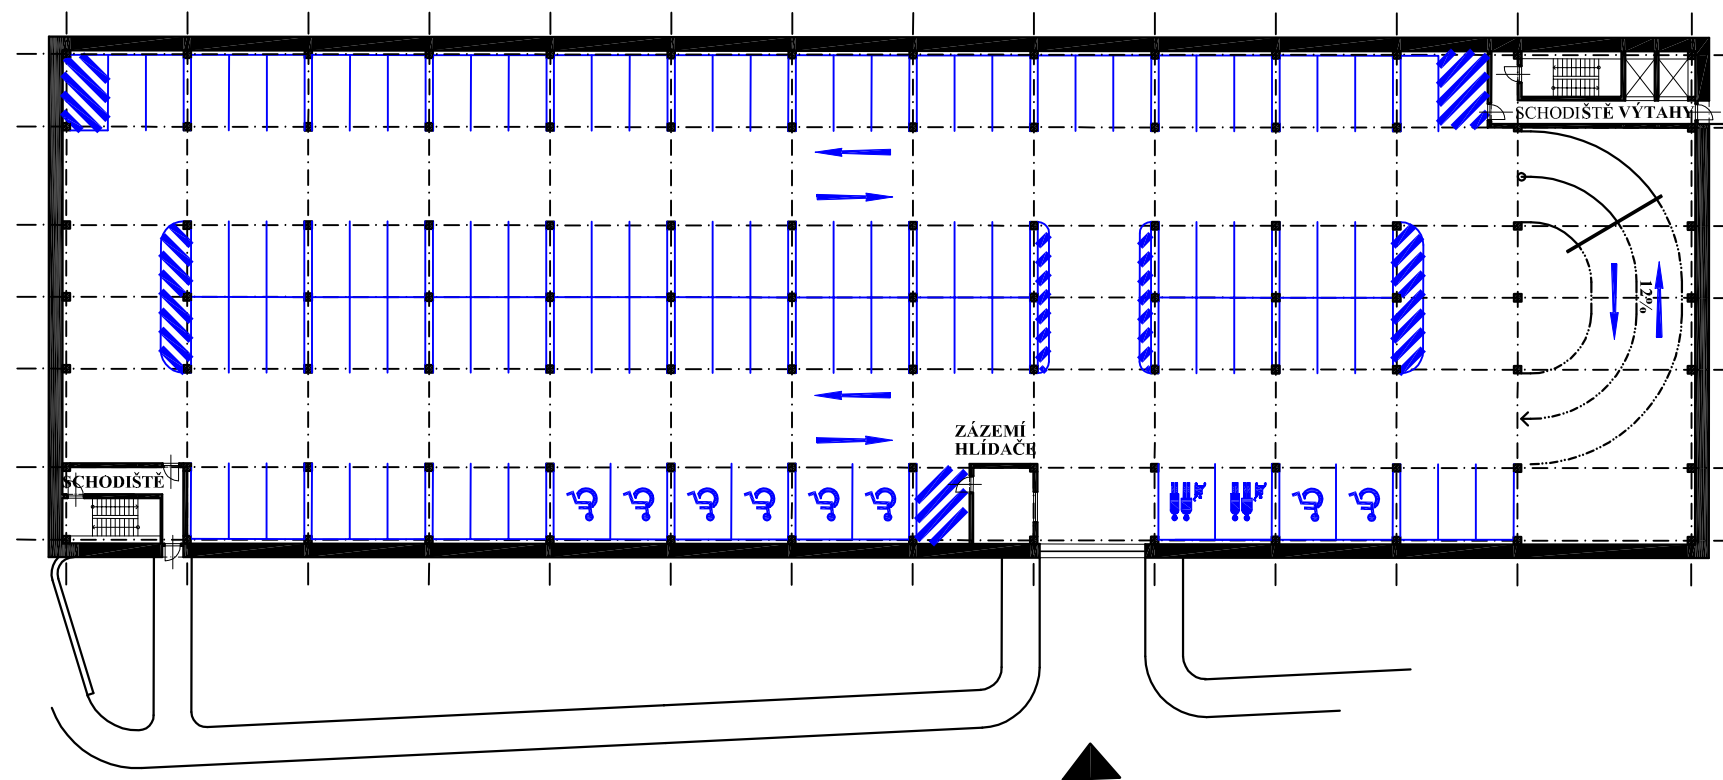 SCHODIŠTĚ VÝTAHY
12%
ZÁZEMÍ
HLÍDAČE
SCHODIŠTĚ